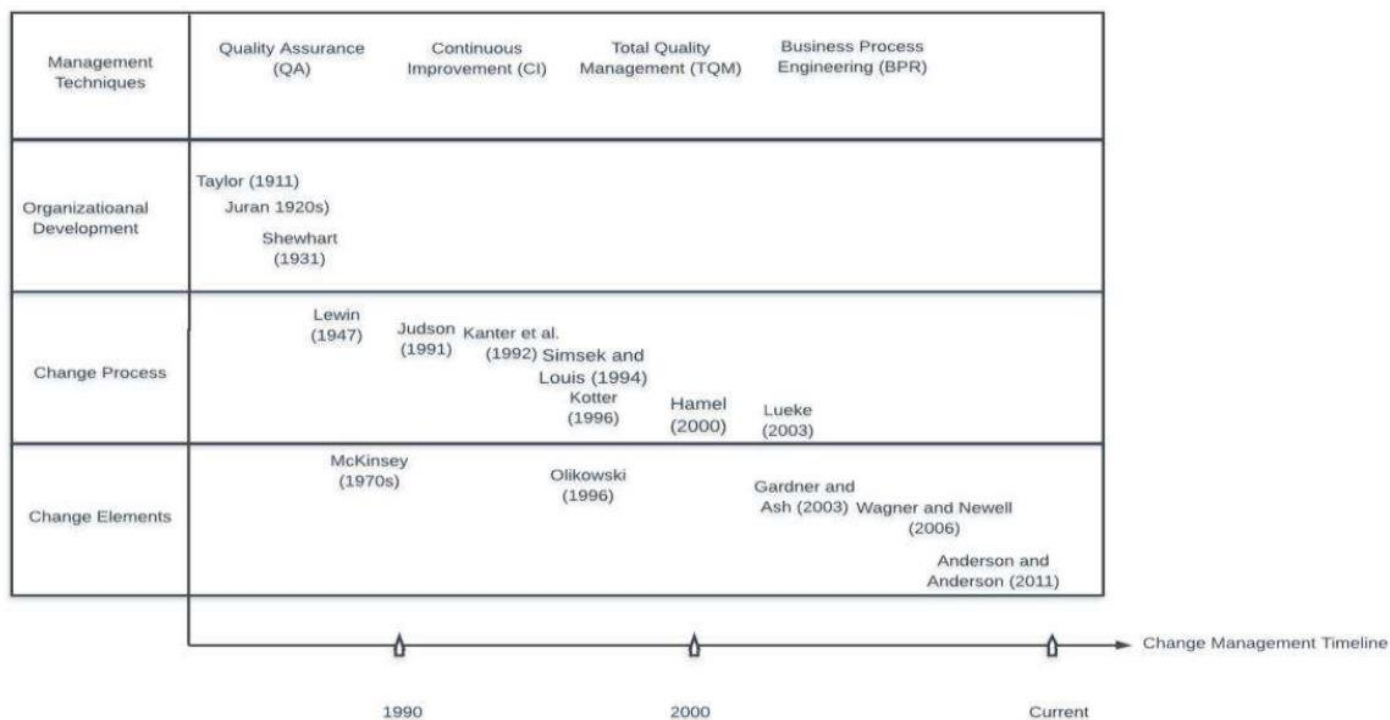 Management
Techniques
Quality Assurance
(QA)
Continuous
Improvement (CI)
Total Quality
Management (TQM)
Business Process
Engineering (BPR)
Organizatioanal
Development
Taylor (1911)
Juran 1920s)
Shewhart
(1931)
Change Process
Lewin
(1947)
Judson
(1991)
Kanter et al.
(1992)
Simsek and
Louis (1994)
Kotter
(1996)
Hamel
(2000)
Lueke
(2003)
Change Elements
McKinsey
(1970s)
Olikowski
(1996)
Gardner and
Ash (2003)
Wagner and Newell
(2006)
Anderson and
Anderson (2011)
Change Management Timeline
1990
2000
Current